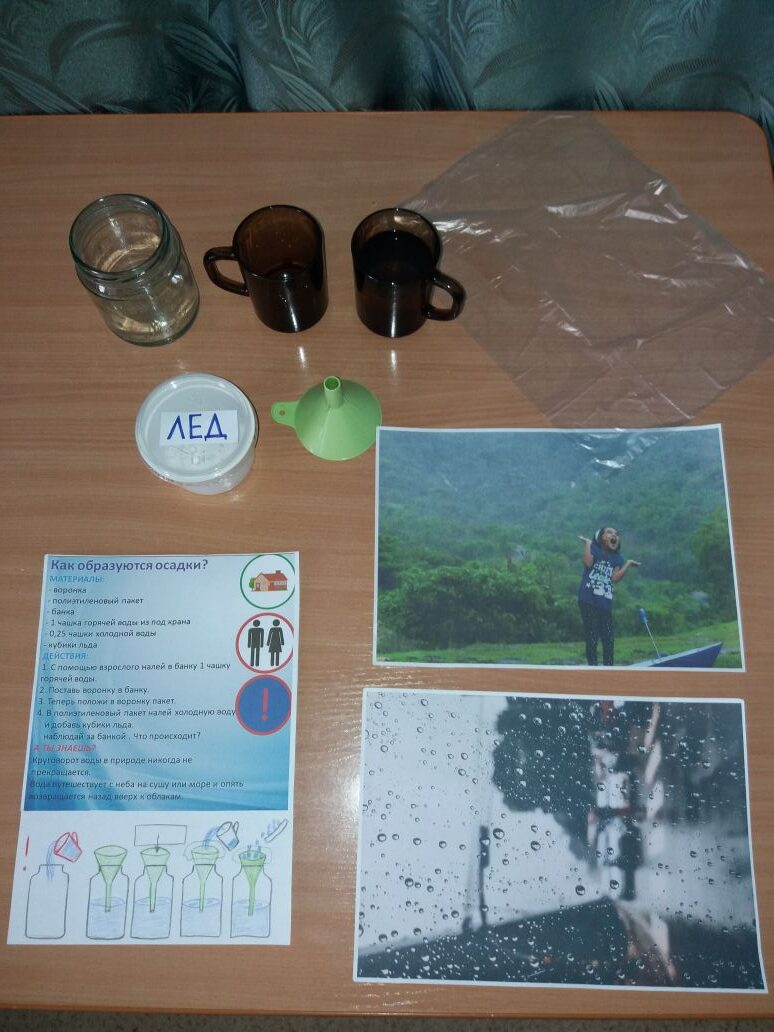 ЛЕД
Как образуются осадки?
МАТЕРИАЛЫ:
- воронка
- полиэтиленовый пакет
- банка
- 1 чашка горячей воды из под крана
- 0,25 чашки холодной воды
- кубики льда
ДЕЙСТВИЯ:
1. С помощью взрослого налей в банку 1 чашку
горячей воды.
2. Поставь воронку в банку.
3. Теперь положи в воронку пакет.
4. В полиэтиленовый пакет налей холодную воду
и добавь кубики льда.
наблюдай за банкой . Что происходит?
А ТЫ ЗНАЕШЬ?
Круговорот воды в природе никогда не
прекращается.
Вода путешествует с неба на сушу или море и опять
возвращается назад вверх к облакам.
!
!